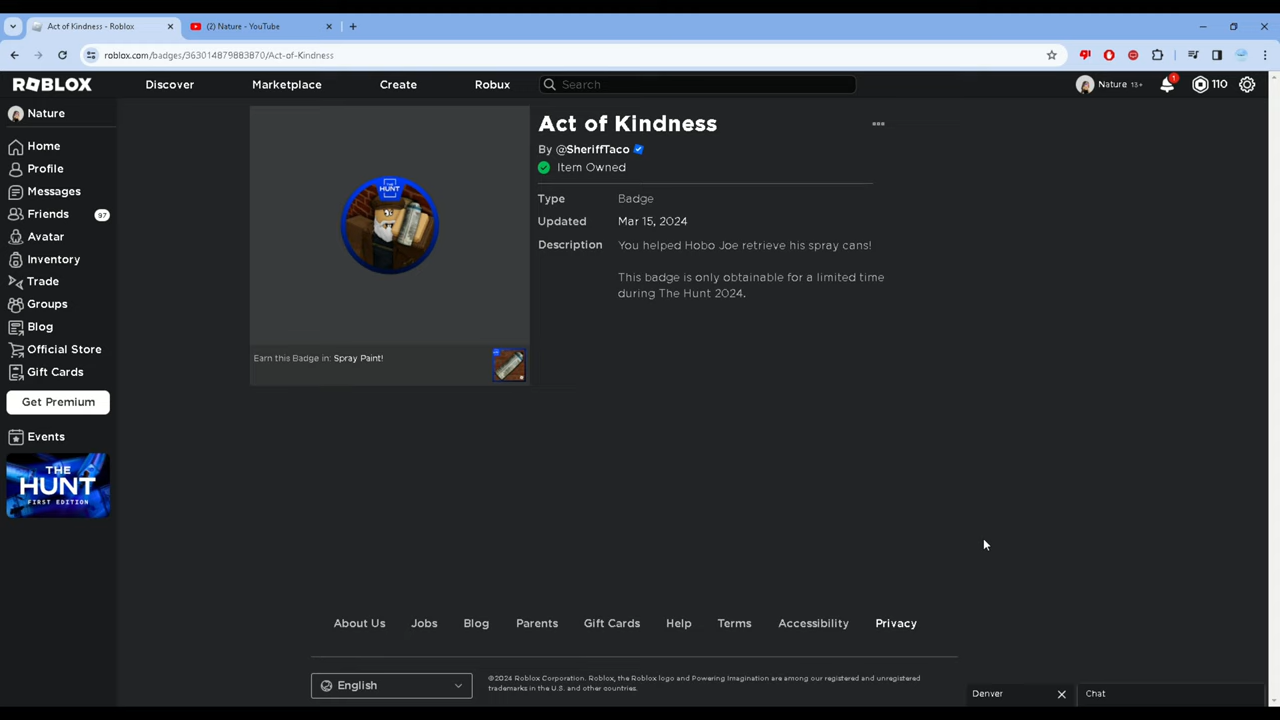 Act of Kindness - Roblox
(2) Nature - YouTube
roblox.com/badges/363014879883870/Act-of-Kindness
ROBLOX
Discover
Marketplace
Create
Robux
Search
Nature 13+
1
110
Nature
Home
Profile
Messages
Friends
97
Avatar
Inventory
Trade
Groups
Blog
Official Store
Gift Cards
Get Premium
Events
THE
HUNT
FIRST EDITION
THE
HUNT
Earn this Badge in: Spray Paint!
Act of Kindness
By @SheriffTaco
Item Owned
Type Badge
Updated Mar 15, 2024
Description You helped Hobo Joe retrieve his spray cans!
This badge is only obtainable for a limited time
during The Hunt 2024.
About Us Jobs Blog Parents Gift Cards Help Terms Accessibility Privacy
English
©2024 Roblox Corporation. Roblox, the Roblox logo and Powering Imagination are among our registered and unregistered
trademarks in the U.S. and other countries.
Denver
Chat